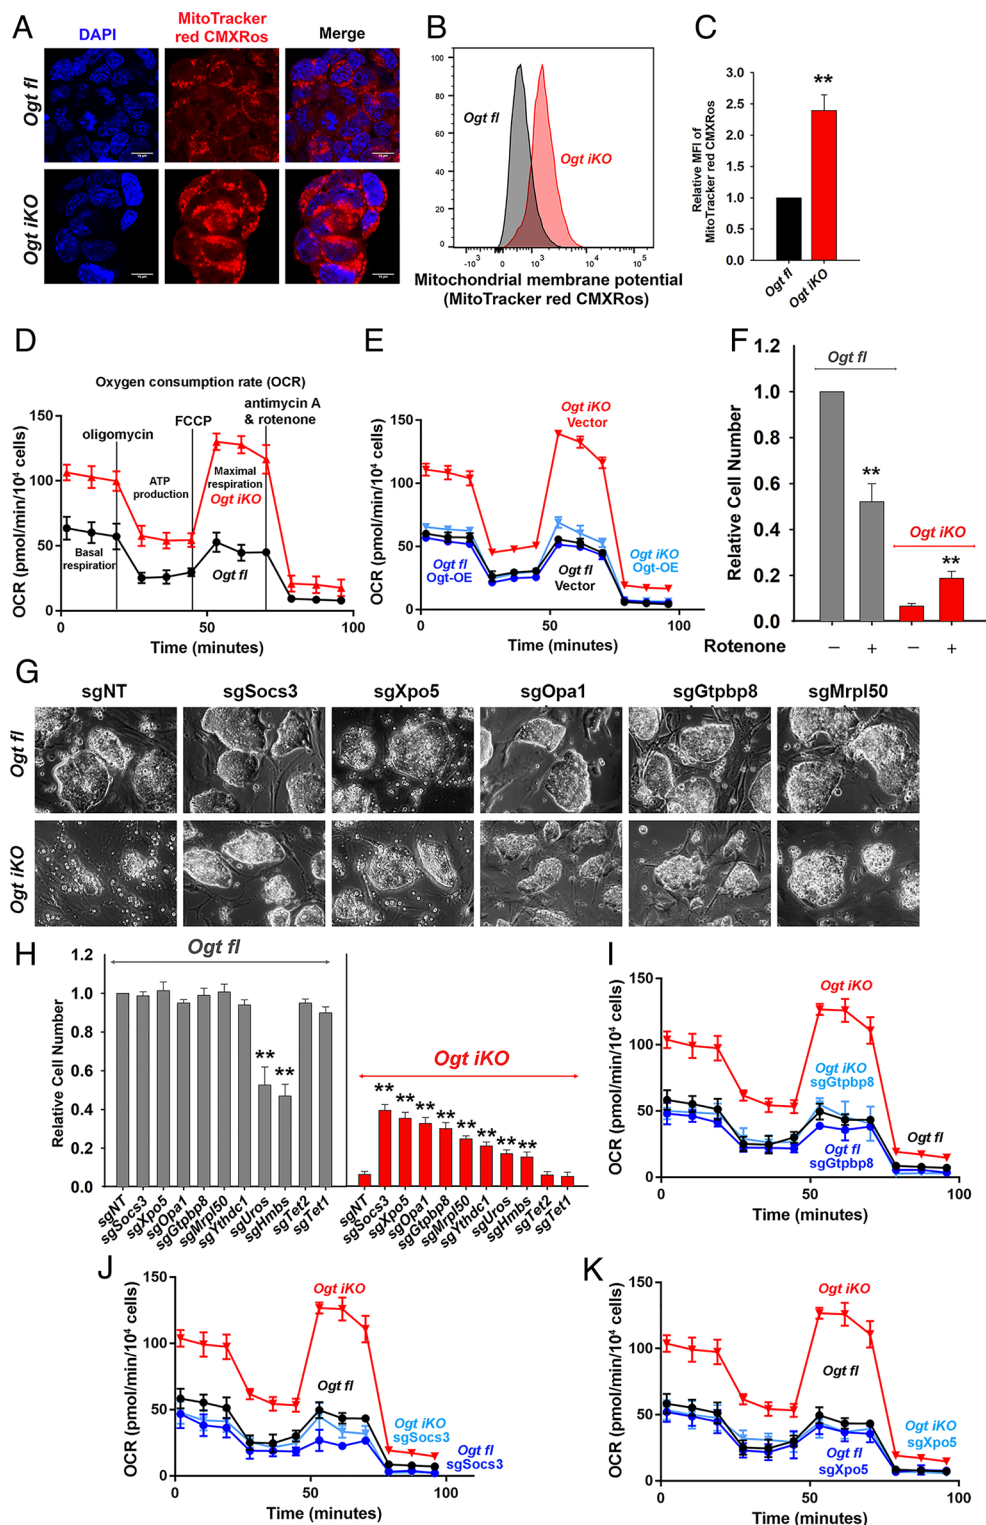 A
DAPI
MitoTracker
red CMXRos
Merge
Ogt fl
Ogt iKO
B
100
80
60
40
20
0
Ogt fl
Ogt iKO
-10³ 0 10³ 10⁴ 10⁵
Mitochondrial membrane potential
(MitoTracker red CMXRos)
C
Relative MFI of
MitoTracker red CMXRos
3.0
2.5
2.0
1.5
1.0
0.5
0.0
**
Ogt fl
Ogt iKO
D
Oxygen consumption rate (OCR)
OCR (pmol/min/10⁴ cells)
150
100
50
0
oligomycin
FCCP
antimycin A
& rotenone
ATP
production
Maximal
respiration
Ogt iKO
Basal
respiration
Ogt fl
0 50 100
Time (minutes)
E
OCR (pmol/min/10⁴ cells)
150
100
50
0
Ogt iKO
Vector
Ogt fl
Ogt-OE
Ogt fl
Vector
Ogt iKO
Ogt-OE
0 50 100
Time (minutes)
F
Relative Cell Number
1.2
1.0
0.8
0.6
0.4
0.2
0.0
Ogt fl
**
Ogt iKO
**
Rotenone − + − +
G
sgNT sgSocs3 sgXpo5 sgOpa1 sgGtpbp8 sgMrpl50
Ogt fl
Ogt iKO
H
Relative Cell Number
1.2
1.0
0.8
0.6
0.4
0.2
0.0
Ogt fl
** **
Ogt iKO
** ** ** ** ** ** ** **
sgNT
sgSocs3
sgXpo5
sgOpa1
sgGtpbp8
sgMrpl50
sgYthdc1
sgUros
sgHmbs
sgTet2
sgTet1
sgNT
sgSocs3
sgXpo5
sgOpa1
sgGtpbp8
sgMrpl50
sgYthdc1
sgUros
sgHmbs
sgTet2
sgTet1
I
OCR (pmol/min/10⁴ cells)
150
100
50
0
Ogt iKO
Ogt iKO
sgGtpbp8
Ogt fl
Ogt fl
sgGtpbp8
0 50 100
Time (minutes)
J
OCR (pmol/min/10⁴ cells)
150
100
50
0
Ogt iKO
Ogt fl
Ogt iKO
sgSocs3
Ogt fl
sgSocs3
0 50 100
Time (minutes)
K
OCR (pmol/min/10⁴ cells)
150
100
50
0
Ogt iKO
Ogt fl
Ogt iKO
sgXpo5
Ogt fl
sgXpo5
0 50 100
Time (minutes)